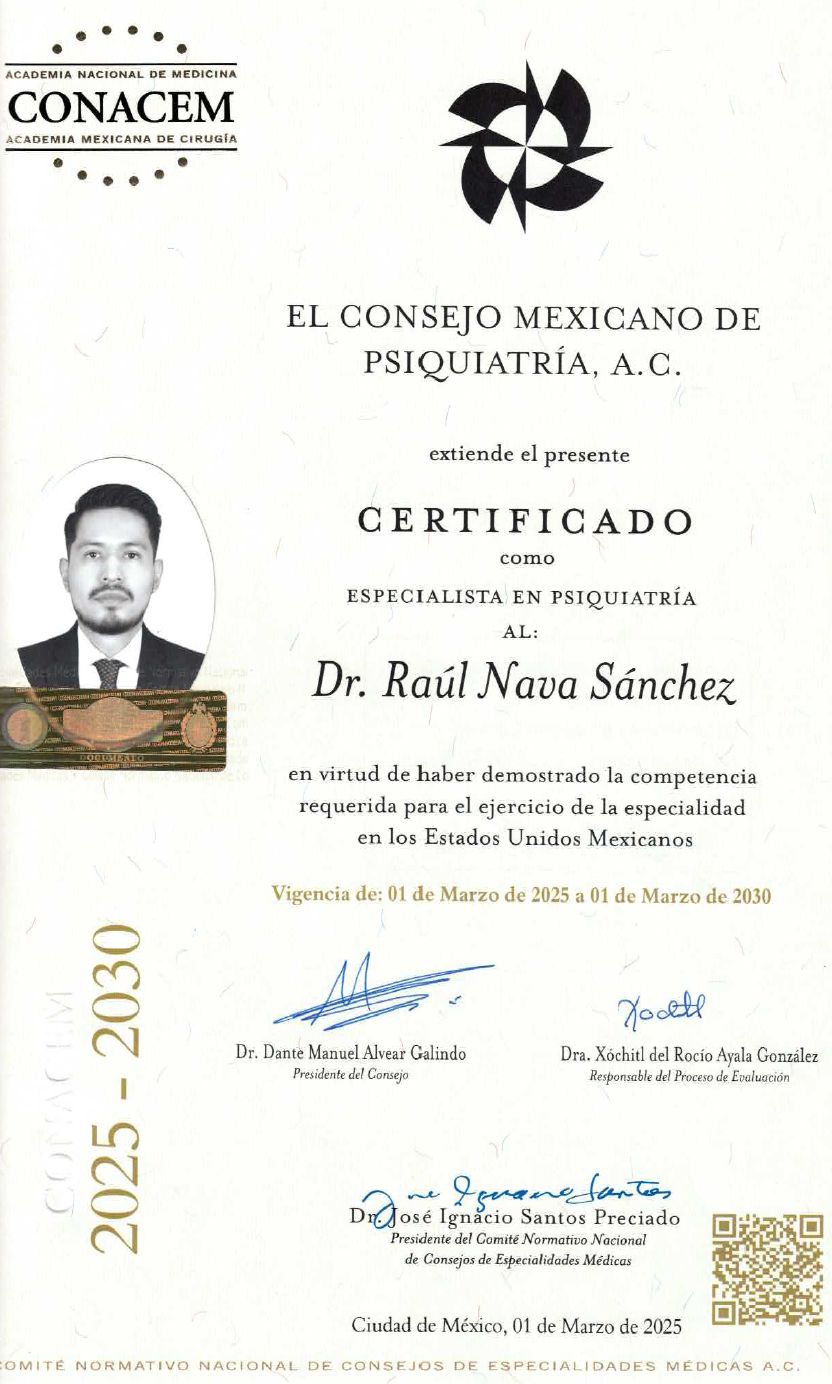 ACADEMIA NACIONAL DE MEDICINA
CONACEM
ACADEMIA MEXICANA DE CIRUGÍA
EL CONSEJO MEXICANO DE
PSIQUIATRÍA, A.C.
extiende el presente
CERTIFICADO
como
ESPECIALISTA EN PSIQUIATRÍA
AL:
Dr. Raúl Nava Sánchez
DOCUMENTO
en virtud de haber demostrado la competencia
requerida para el ejercicio de la especialidad
en los Estados Unidos Mexicanos
Vigencia de: 01 de Marzo de 2025 a 01 de Marzo de 2030
CONACEM
2025 - 2030
Xochitl
Dr. Dante Manuel Alvear Galindo
Presidente del Consejo
Dra. Xóchitl del Rocío Ayala González
Responsable del Proceso de Evaluación
Jose Ignacio Santos
Dr. José Ignacio Santos Preciado
Presidente del Comité Normativo Nacional
de Consejos de Especialidades Médicas
Ciudad de México, 01 de Marzo de 2025
COMITÉ NORMATIVO NACIONAL DE CONSEJOS DE ESPECIALIDADES MÉDICAS A.C.